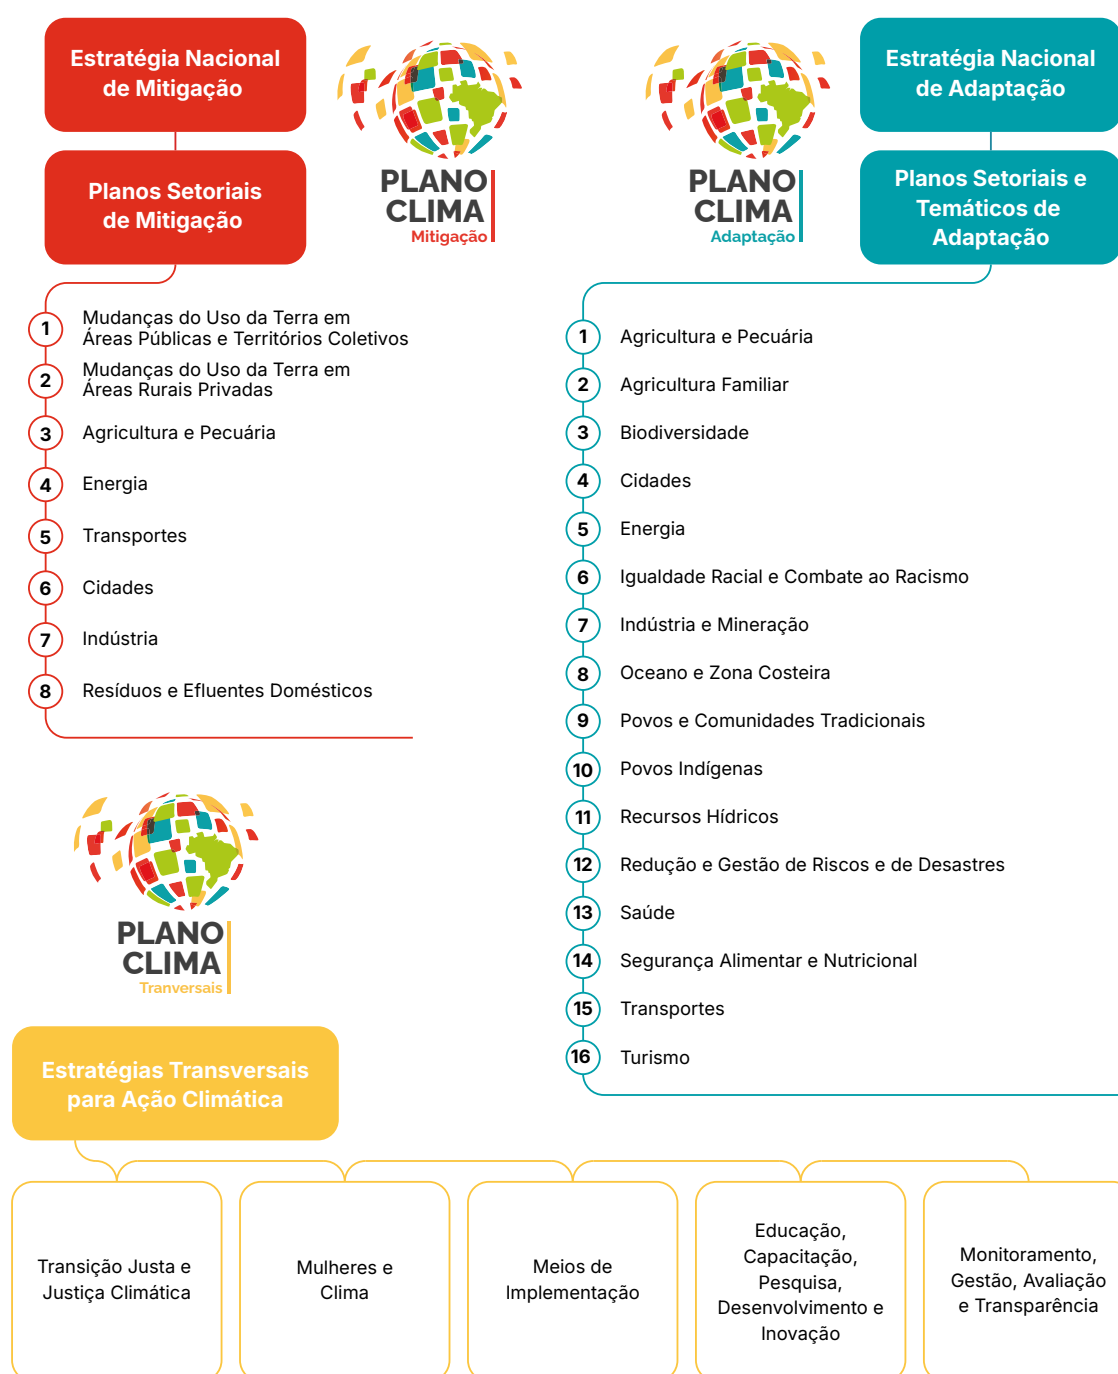 Estratégia Nacional
de Mitigação
Planos Setoriais
de Mitigação
PLANO
CLIMA
Mitigação
1
Mudanças do Uso da Terra em
Áreas Públicas e Territórios Coletivos
2
Mudanças do Uso da Terra em
Áreas Rurais Privadas
3
Agricultura e Pecuária
4
Energia
5
Transportes
6
Cidades
7
Indústria
8
Resíduos e Efluentes Domésticos
PLANO
CLIMA
Adaptação
Estratégia Nacional
de Adaptação
Planos Setoriais e
Temáticos de
Adaptação
1
Agricultura e Pecuária
2
Agricultura Familiar
3
Biodiversidade
4
Cidades
5
Energia
6
Igualdade Racial e Combate ao Racismo
7
Indústria e Mineração
8
Oceano e Zona Costeira
9
Povos e Comunidades Tradicionais
10
Povos Indígenas
11
Recursos Hídricos
12
Redução e Gestão de Riscos e de Desastres
13
Saúde
14
Segurança Alimentar e Nutricional
15
Transportes
16
Turismo
PLANO
CLIMA
Tranversais
Estratégias Transversais
para Ação Climática
Transição Justa e
Justiça Climática
Mulheres e
Clima
Meios de
Implementação
Educação,
Capacitação,
Pesquisa,
Desenvolvimento e
Inovação
Monitoramento,
Gestão, Avaliação
e Transparência